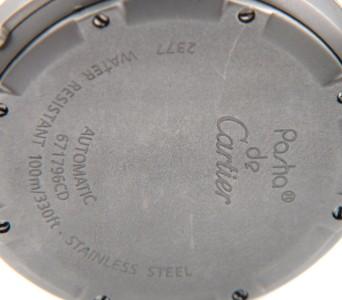 Pasha®
de
Cartier
2377
WATER RESISTANT 100m/330ft · STAINLESS STEEL
AUTOMATIC
671796CD